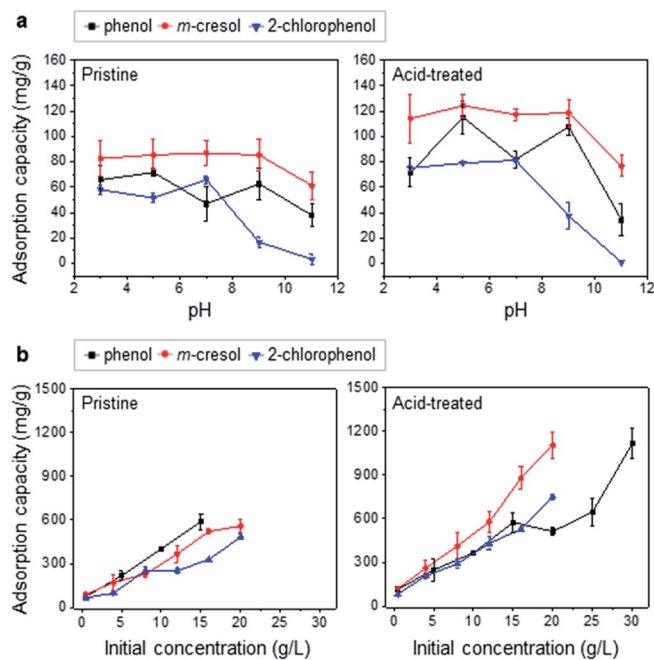 a
phenol m-cresol 2-chlorophenol
Adsorption capacity (mg/g)
160
140
120
100
80
60
40
20
0
Pristine
2 4 6 8 10 12
pH
160
140
120
100
80
60
40
20
0
Acid-treated
2 4 6 8 10 12
pH
b
phenol m-cresol 2-chlorophenol
Adsorption capacity (mg/g)
1500
1200
900
600
300
0
Pristine
0 5 10 15 20 25 30
Initial concentration (g/L)
1500
1200
900
600
300
0
Acid-treated
0 5 10 15 20 25 30
Initial concentration (g/L)